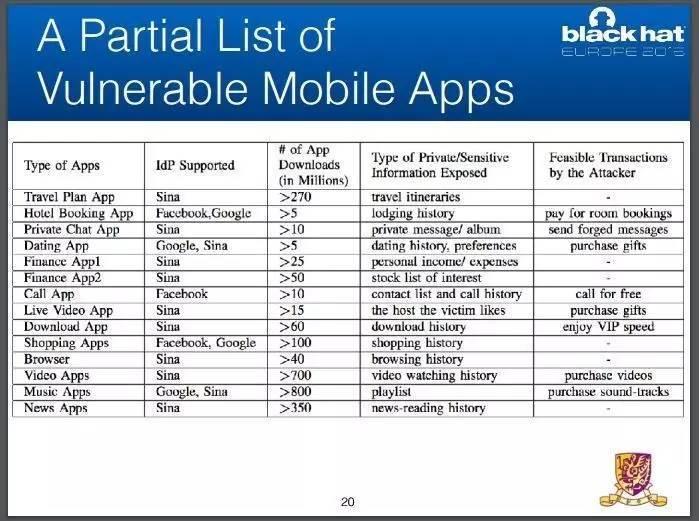 A Partial List of
Vulnerable Mobile Apps
black hat
EUROPE 2016
Type of Apps IdP Supported # of App Downloads (in Millions) Type of Private/Sensitive Information Exposed Feasible Transactions by the Attacker
Travel Plan App Sina >270 travel itineraries -
Hotel Booking App Facebook,Google >5 lodging history pay for room bookings
Private Chat App Sina >10 private message/ album send forged messages
Dating App Google, Sina >5 dating history, preferences purchase gifts
Finance App1 Sina >25 personal income/ expenses -
Finance App2 Sina >50 stock list of interest -
Call App Facebook >10 contact list and call history call for free
Live Video App Sina >15 the host the victim likes purchase gifts
Download App Sina >60 download history enjoy VIP speed
Shopping Apps Facebook, Google >100 shopping history -
Browser Sina >40 browsing history -
Video Apps Sina >700 video watching history purchase videos
Music Apps Google, Sina >800 playlist purchase sound-tracks
News Apps Sina >350 news-reading history -
20